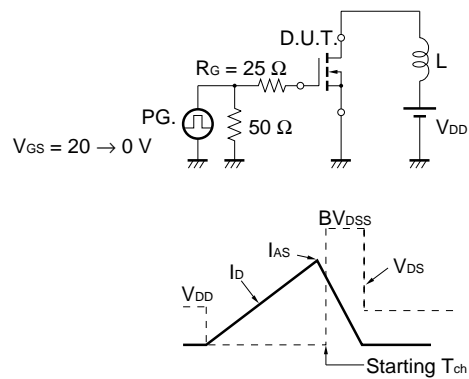 D.U.T.
RG = 25 Ω
L
PG.
50 Ω
VDD
VGS = 20 → 0 V
BVDSS
IAS
ID
VDS
VDD
Starting Tch